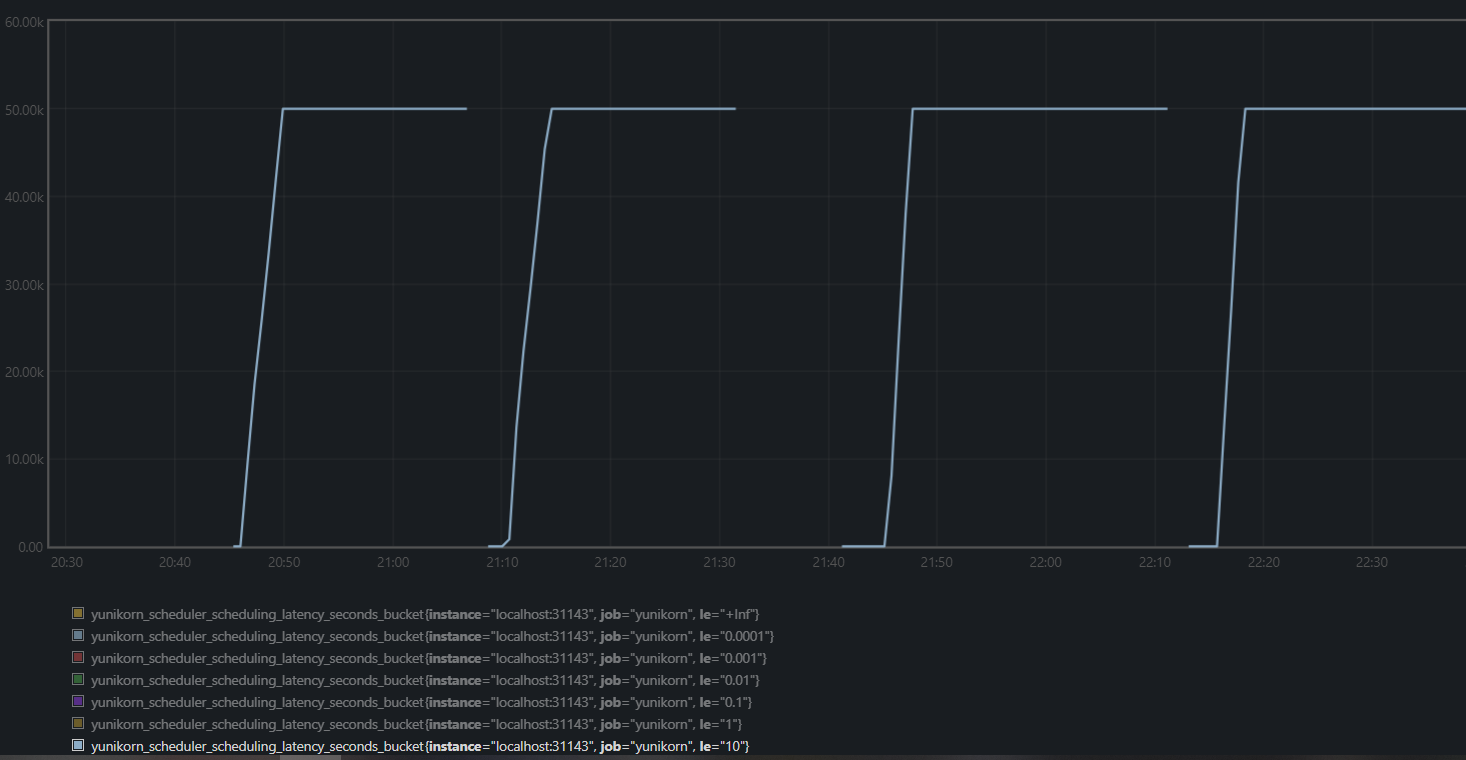 60.00k
50.00k
40.00k
30.00k
20.00k
10.00k
0.00
20:30 20:40 20:50 21:00 21:10 21:20 21:30 21:40 21:50 22:00 22:10 22:20 22:30
yunikorn_scheduler_scheduling_latency_seconds_bucket{instance="localhost:31143", job="yunikorn", le="+Inf"}
yunikorn_scheduler_scheduling_latency_seconds_bucket{instance="localhost:31143", job="yunikorn", le="0.0001"}
yunikorn_scheduler_scheduling_latency_seconds_bucket{instance="localhost:31143", job="yunikorn", le="0.001"}
yunikorn_scheduler_scheduling_latency_seconds_bucket{instance="localhost:31143", job="yunikorn", le="0.01"}
yunikorn_scheduler_scheduling_latency_seconds_bucket{instance="localhost:31143", job="yunikorn", le="0.1"}
yunikorn_scheduler_scheduling_latency_seconds_bucket{instance="localhost:31143", job="yunikorn", le="1"}
yunikorn_scheduler_scheduling_latency_seconds_bucket{instance="localhost:31143", job="yunikorn", le="10"}